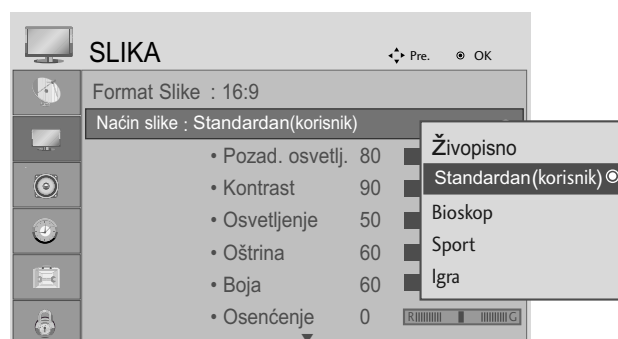 SLIKA Pre. OK
Format Slike : 16:9
Naćin slike : Standardan(korisnik)
• Pozad. osvetlj. 80
• Kontrast 90
• Osvetljenje 50
• Oštrina 60
• Boja 60
• Osenćenje 0 R G
Živopisno
Standardan(korisnik)
Bioskop
Sport
Igra